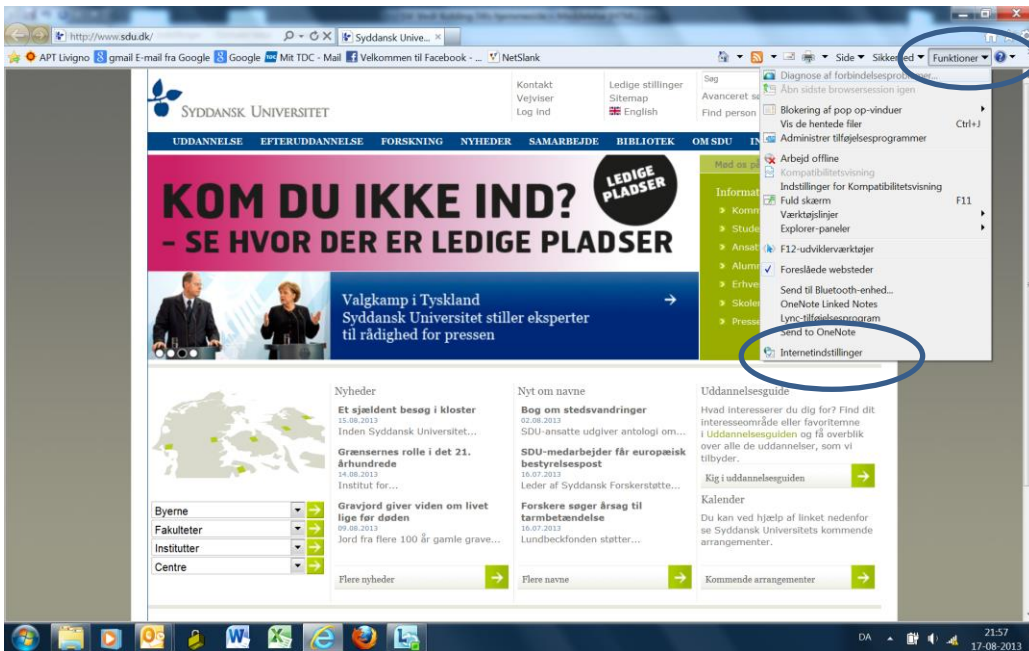 http://www.sdu.dk/
Syddansk Unive...
APT Livigno gmail E-mail fra Google Google Mit TDC - Mail Velkommen til Facebook - ... NetSlank
Side Sikkerhed Funktioner
Diagnose af forbindelsesproblemer...
Åbn sidste browsersession igen
Blokering af pop op-vinduer
Vis de hentede filer Ctrl+J
Administrer tilføjelsesprogrammer
Arbejd offline
Kompatibilitetsvisning
Indstillinger for Kompatibilitetsvisning
Fuld skærm F11
Værktøjslinjer
Explorer-paneler
F12-udviklerværktøjer
Foreslåede websteder
Send til Bluetooth-enhed...
OneNote Linked Notes
Lync-tilføjelsesprogram
Send to OneNote
Internetindstillinger
SYDDANSK UNIVERSITET
Kontakt
Vejviser
Log ind
Ledige stillinger
Sitemap
English
Søg
Avanceret sø
Find person
UDDANNELSE EFTERUDDANNELSE FORSKNING NYHEDER SAMARBEJDE BIBLIOTEK OM SDU
KOM DU IKKE IND?
- SE HVOR DER ER LEDIGE PLADSER
LEDIGE
PLADSER
Mød os på
Informat
Komm
Stude
Ansat
Alumn
Erhve
Skoler
Presse
Valgkamp i Tyskland
Syddansk Universitet stiller eksperter
til rådighed for pressen
Nyheder
Et sjældent besøg i kloster
15.08.2013
Inden Syddansk Universitet...
Grænsernes rolle i det 21.
århundrede
14.08.2013
Institut for...
Gravjord giver viden om livet
lige før døden
09.08.2013
Jord fra flere 100 år gamle grave...
Flere nyheder
Nyt om navne
Bog om stedsvandringer
02.08.2013
SDU-ansatte udgiver antologi om...
SDU-medarbejder får europæisk
bestyrelsespost
16.07.2013
Leder af Syddansk Forskerstøtte...
Forskere søger årsag til
tarmbetændelse
16.07.2013
Lundbeckfonden støtter...
Flere navne
Uddannelsesguide
Hvad interesserer du dig for? Find dit
interesseområde eller favoritemne
i Uddannelsesguiden og få overblik
over alle de uddannelser, som vi
tilbyder.
Kig i uddannelsesguiden
Kalender
Du kan ved hjælp af linket nedenfor
se Syddansk Universitets kommende
arrangementer.
Kommende arrangementer
Byerne
Fakulteter
Institutter
Centre
DA
21:57
17-08-2013